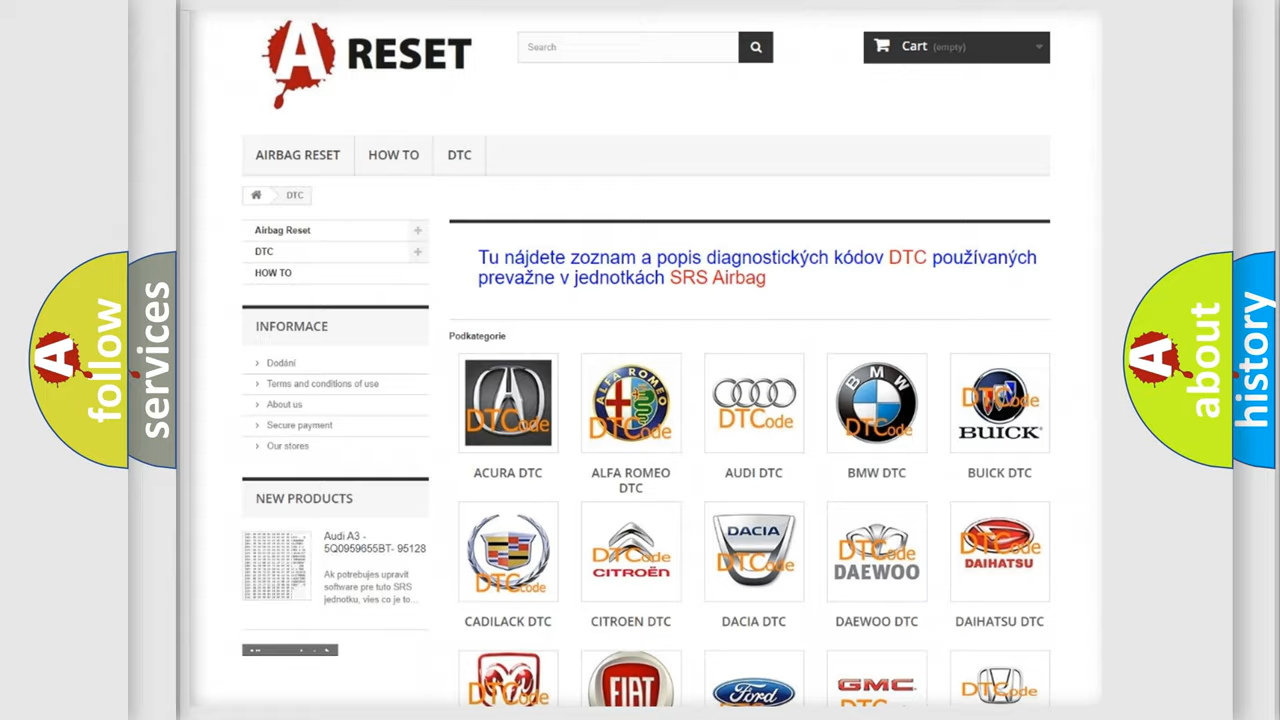 A RESET
Search
Cart (empty)
AIRBAG RESET
HOW TO
DTC
DTC
Airbag Reset
DTC
HOW TO
INFORMACE
Dodání
Terms and conditions of use
About us
Secure payment
Our stores
NEW PRODUCTS
Audi A3 -
5Q0959655BT- 95128
Ak potrebujes upravit
software pre tuto SRS
jednotku, vies co je to...
Tu nájdete zoznam a popis diagnostických kódov DTC používaných
prevažne v jednotkách SRS Airbag
Podkategorie
DTCode
ALFA ROMEO
DTCode
DTCode
BMW
DTCode
DTCode
BUICK
ACURA DTC
ALFA ROMEO
DTC
AUDI DTC
BMW DTC
BUICK DTC
DTCode
DTCode
CITROËN
DACIA
DTCode
DTCode
DAEWOO
DTCode
DAIHATSU
CADILACK DTC
CITROEN DTC
DACIA DTC
DAEWOO DTC
DAIHATSU DTC
DTCode
FIAT
Ford
GMC
DTCode
A
follow
services
A
about
history